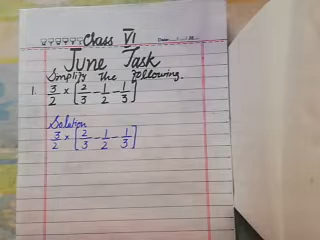 Class VI
Date:
June Task
Simplify the following.
1. 3/2 × [2/3 - 1/2 - 1/3]
Solution
3/2 × [2/3 - 1/2 - 1/3]